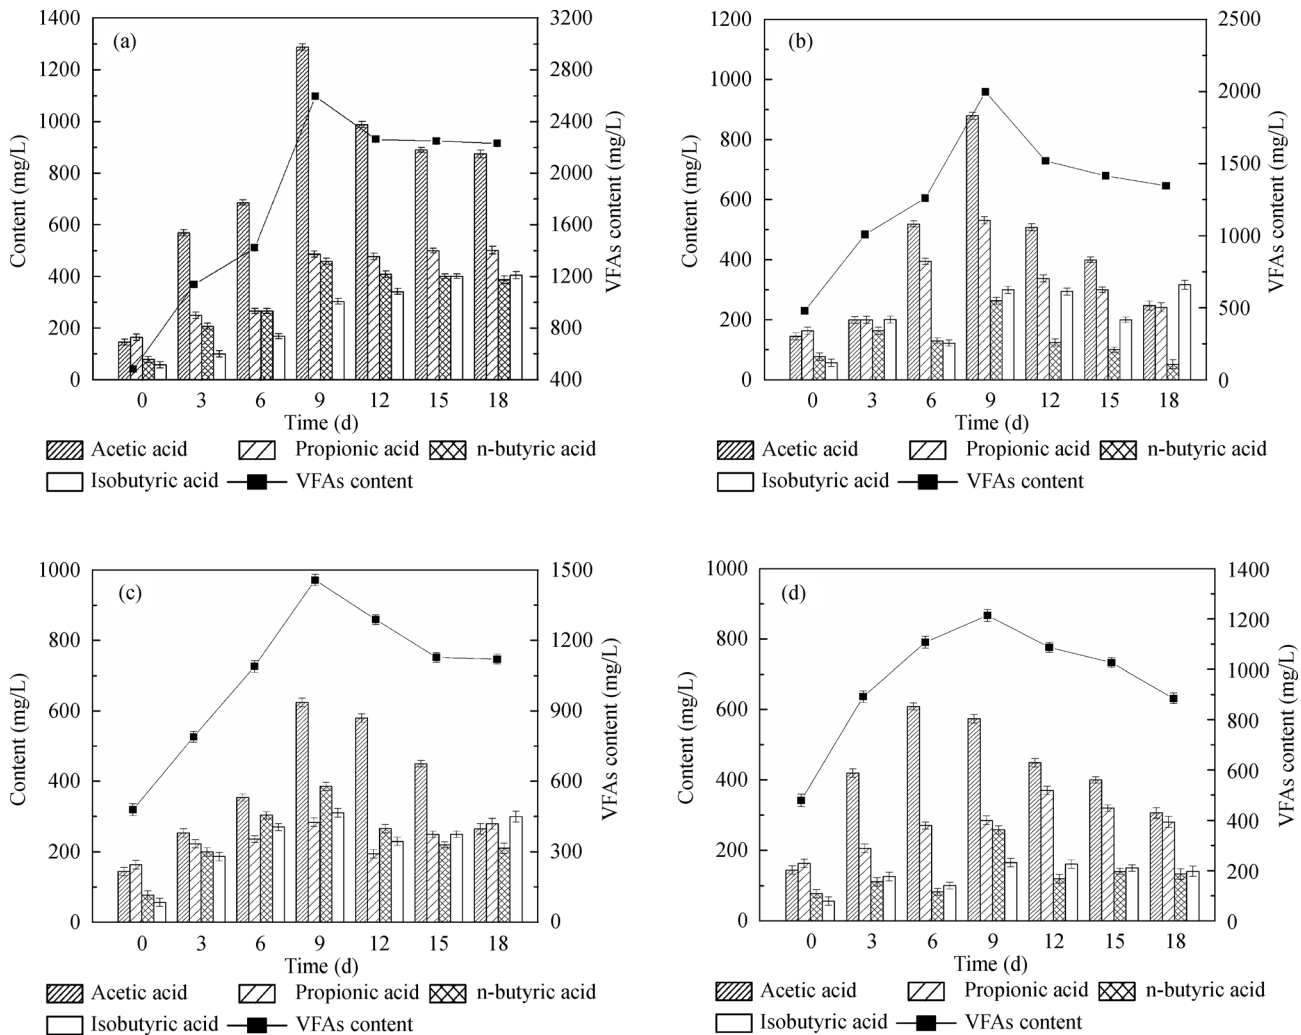 (a)
Content (mg/L)
1400
1200
1000
800
600
400
200
0
VFAs content (mg/L)
3200
2800
2400
2000
1600
1200
800
400
0 3 6 9 12 15 18
Time (d)
Acetic acid Propionic acid n-butyric acid
Isobutyric acid VFAs content
(b)
Content (mg/L)
1200
1000
800
600
400
200
0
VFAs content (mg/L)
2500
2000
1500
1000
500
0
0 3 6 9 12 15 18
Time (d)
Acetic acid Propionic acid n-butyric acid
Isobutyric acid VFAs content
(c)
Content (mg/L)
1000
800
600
400
200
0
VFAs content (mg/L)
1500
1200
900
600
300
0
0 3 6 9 12 15 18
Time (d)
Acetic acid Propionic acid n-butyric acid
Isobutyric acid VFAs content
(d)
Content (mg/L)
1000
800
600
400
200
0
VFAs content (mg/L)
1400
1200
1000
800
600
400
200
0
0 3 6 9 12 15 18
Time (d)
Acetic acid Propionic acid n-butyric acid
Isobutyric acid VFAs content